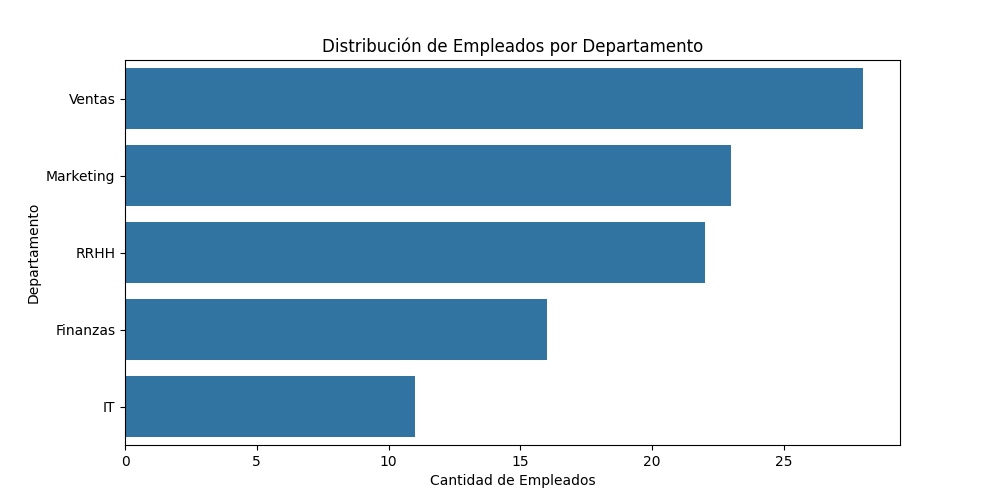 Distribución de Empleados por Departamento
Departamento
Ventas
Marketing
RRHH
Finanzas
IT
0 5 10 15 20 25
Cantidad de Empleados